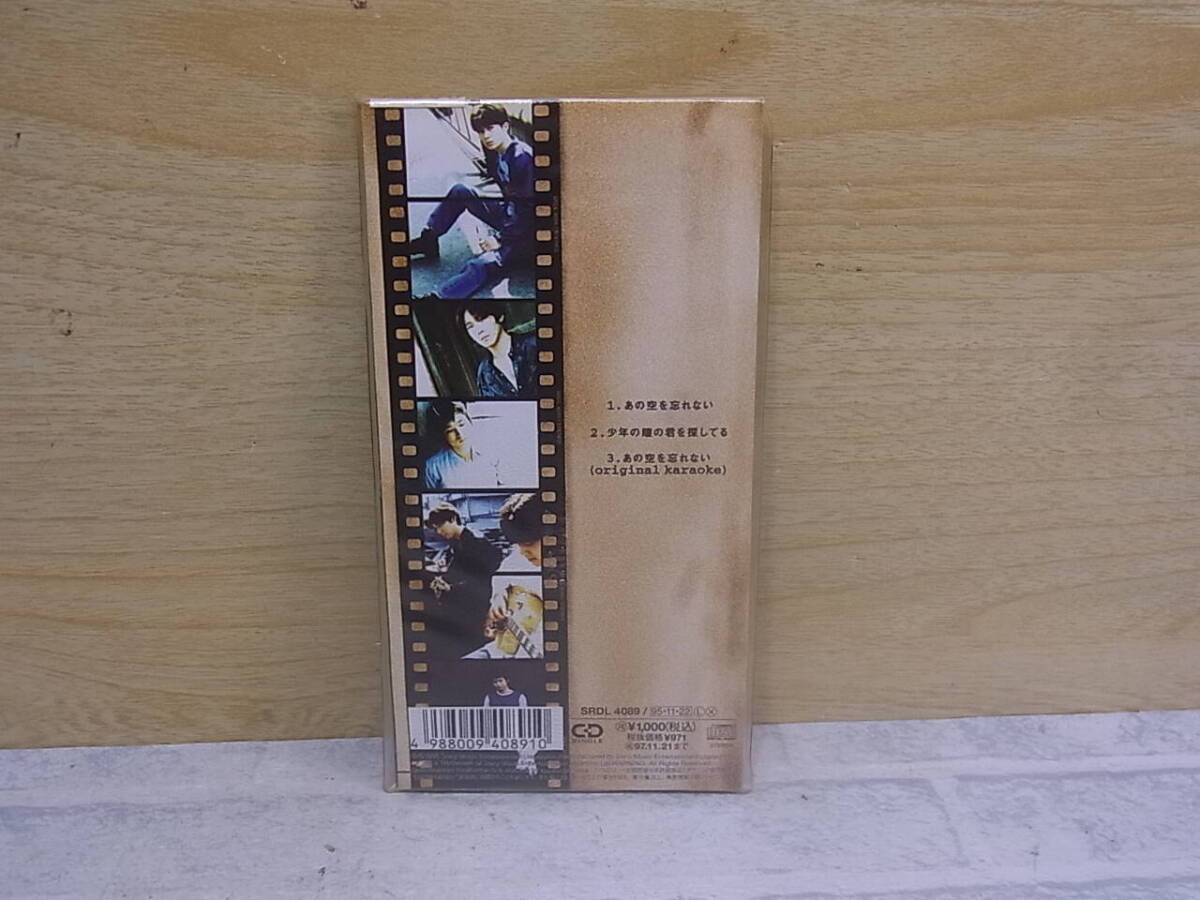 1.あの空を忘れない
2.少年の瞳の君を探してる
3.あの空を忘れない
(original karaoke)
SRDL 4089 / 95·11·22 Ⓛ Ⓧ
CD SINGLE
¥1,000(税込)
税抜価格¥971
97.11.21まで
4 988009 408910